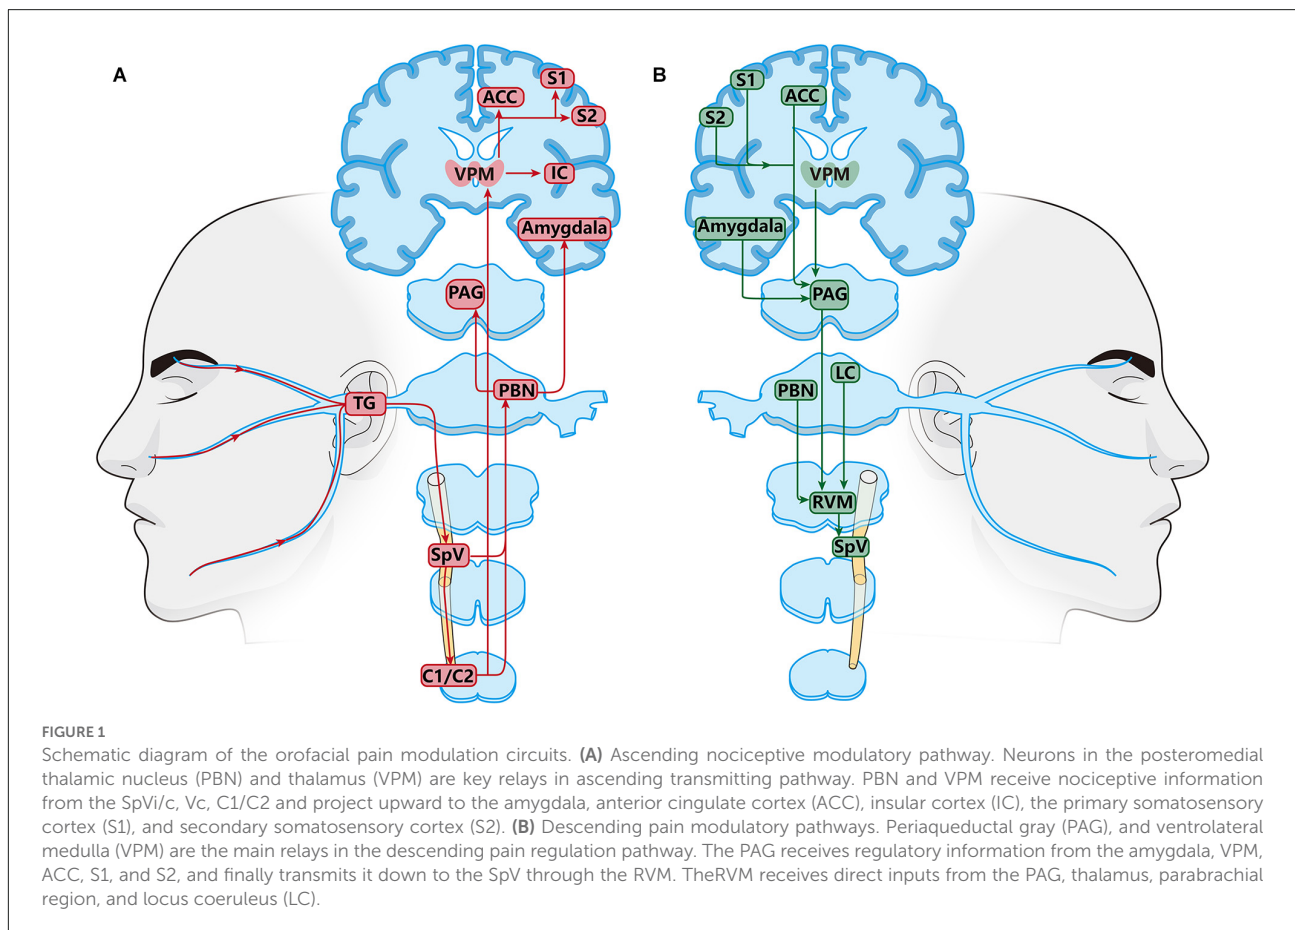 A
S1
ACC
S2
VPM
IC
Amygdala
PAG
PBN
TG
SpV
C1/C2
B
S1
ACC
S2
VPM
Amygdala
PAG
LC
PBN
RVM
SpV
FIGURE 1
Schematic diagram of the orofacial pain modulation circuits. (A) Ascending nociceptive modulatory pathway. Neurons in the posteromedial
thalamic nucleus (PBN) and thalamus (VPM) are key relays in ascending transmitting pathway. PBN and VPM receive nociceptive information
from the SpVi/c, Vc, C1/C2 and project upward to the amygdala, anterior cingulate cortex (ACC), insular cortex (IC), the primary somatosensory
cortex (S1), and secondary somatosensory cortex (S2). (B) Descending pain modulatory pathways. Periaqueductal gray (PAG), and ventrolateral
medulla (VPM) are the main relays in the descending pain regulation pathway. The PAG receives regulatory information from the amygdala, VPM,
ACC, S1, and S2, and finally transmits it down to the SpV through the RVM. TheRVM receives direct inputs from the PAG, thalamus, parabrachial
region, and locus coeruleus (LC).